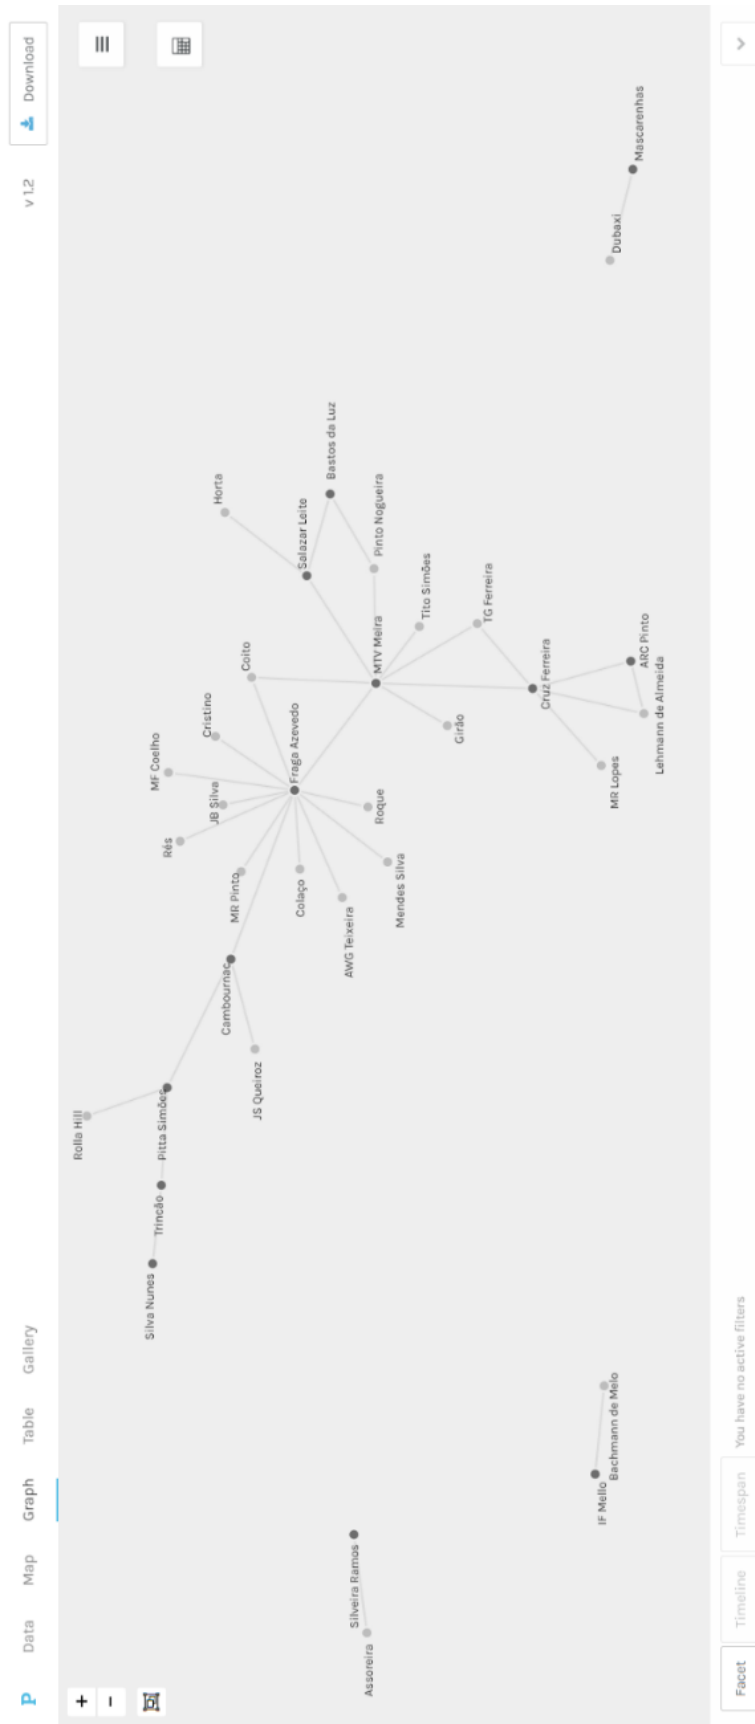 P Data Map Graph Table Gallery v 1.2 Download
Rolla Hill
Silva Nunes
Trincão
Pitta Simões
MF Coelho
Rés
Cristino
JB Silva
Horta
MR Pinto
Cambournac
Coito
JS Queiroz
Fraga Azevedo
Colaço
Salazar Leite
Bastos da Luz
AWG Teixeira
Silveira Ramos
Assoreira
Roque
MTV Meira
Pinto Nogueira
Mendes Silva
Tito Simões
Girão
TG Ferreira
Cruz Ferreira
IF Mello
Bachmann de Melo
MR Lopes
Dubaxi
ARC Pinto
Mascarenhas
Lehmann de Almeida
Facet Timeline Timespan You have no active filters